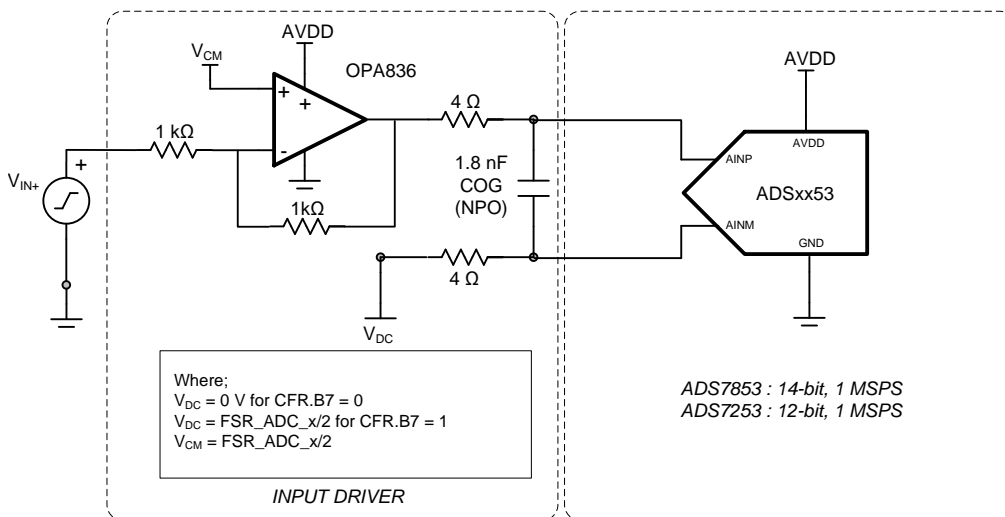 AVDD
V_CM
OPA836
+
+
-
1 kΩ
1kΩ
+
V_IN+
4 Ω
1.8 nF
COG
(NPO)
4 Ω
V_DC
Where;
V_DC = 0 V for CFR.B7 = 0
V_DC = FSR_ADC_x/2 for CFR.B7 = 1
V_CM = FSR_ADC_x/2
INPUT DRIVER
AVDD
AVDD
AINP
ADSxx53
AINM
GND
ADS7853 : 14-bit, 1 MSPS
ADS7253 : 12-bit, 1 MSPS